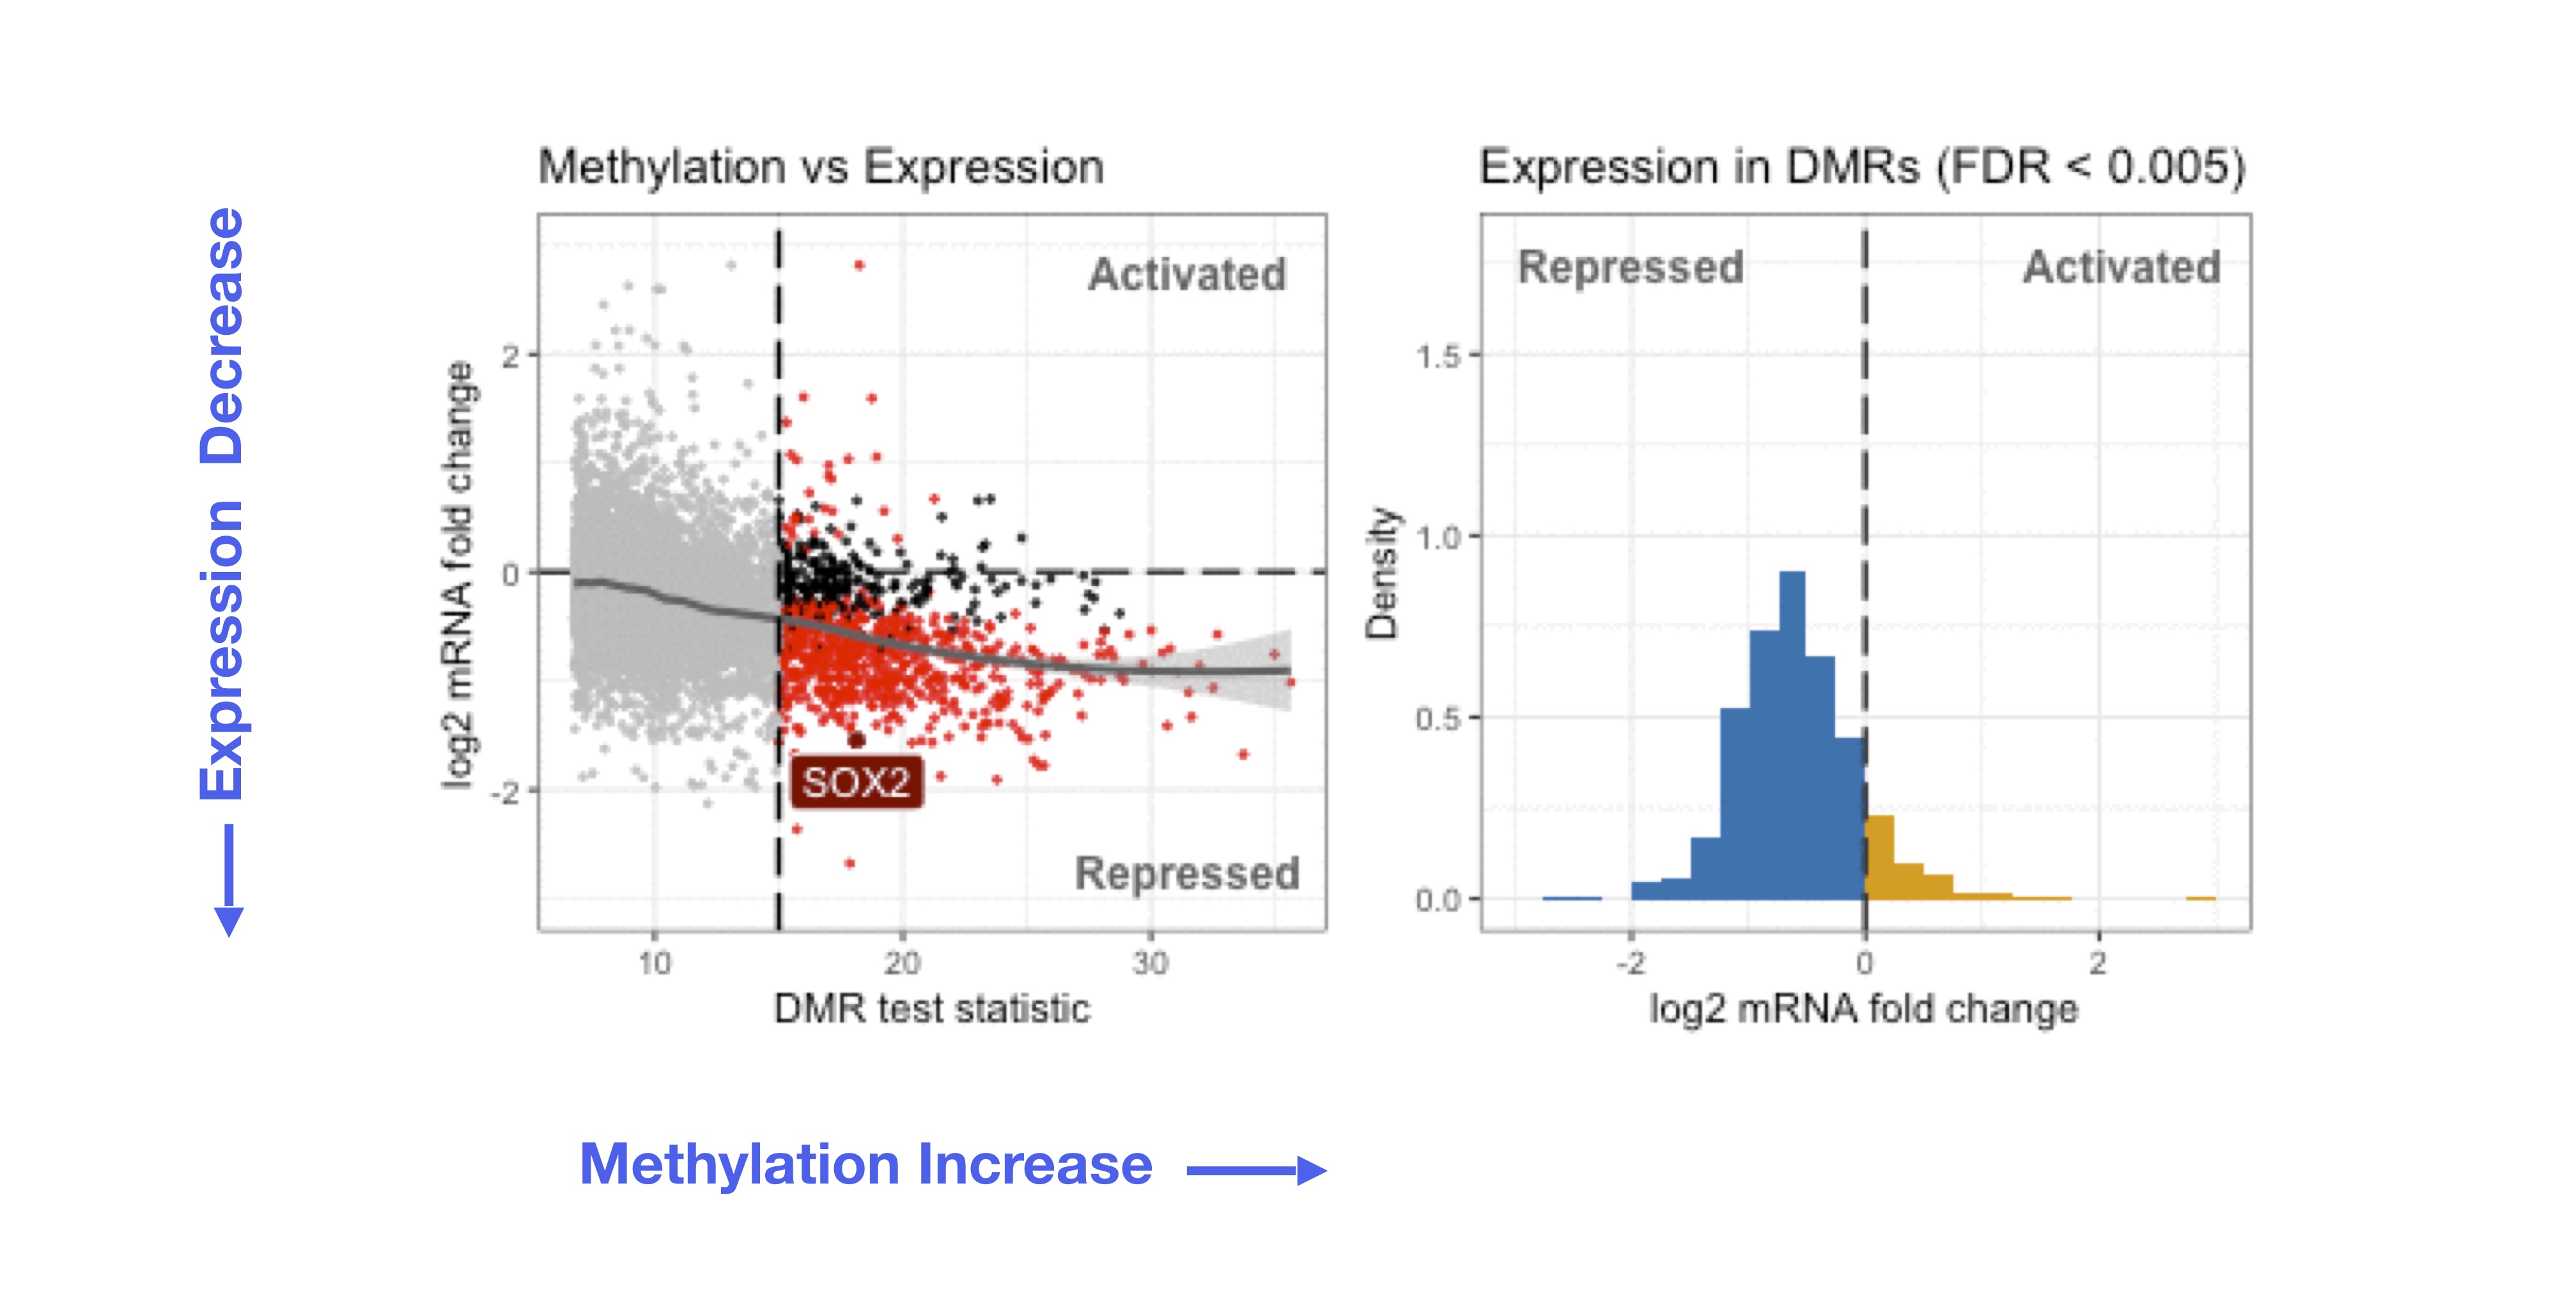 Methylation vs Expression
Expression in DMRs (FDR < 0.005)
Expression Decrease
log2 mRNA fold change
2
0
-2
Activated
SOX2
Repressed
10
20
30
DMR test statistic
Density
1.5
1.0
0.5
0.0
Repressed
Activated
-2
0
2
log2 mRNA fold change
Methylation Increase